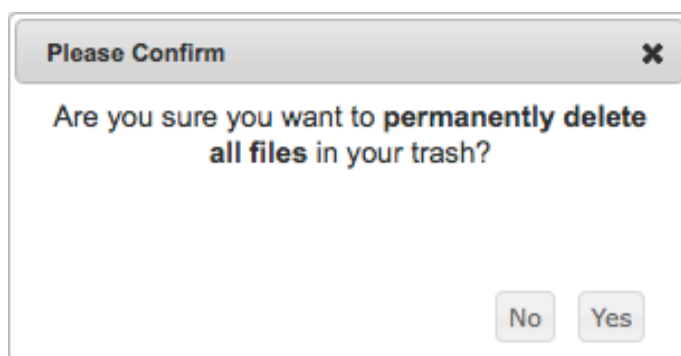 Please Confirm
Are you sure you want to permanently delete
all files in your trash?
No Yes